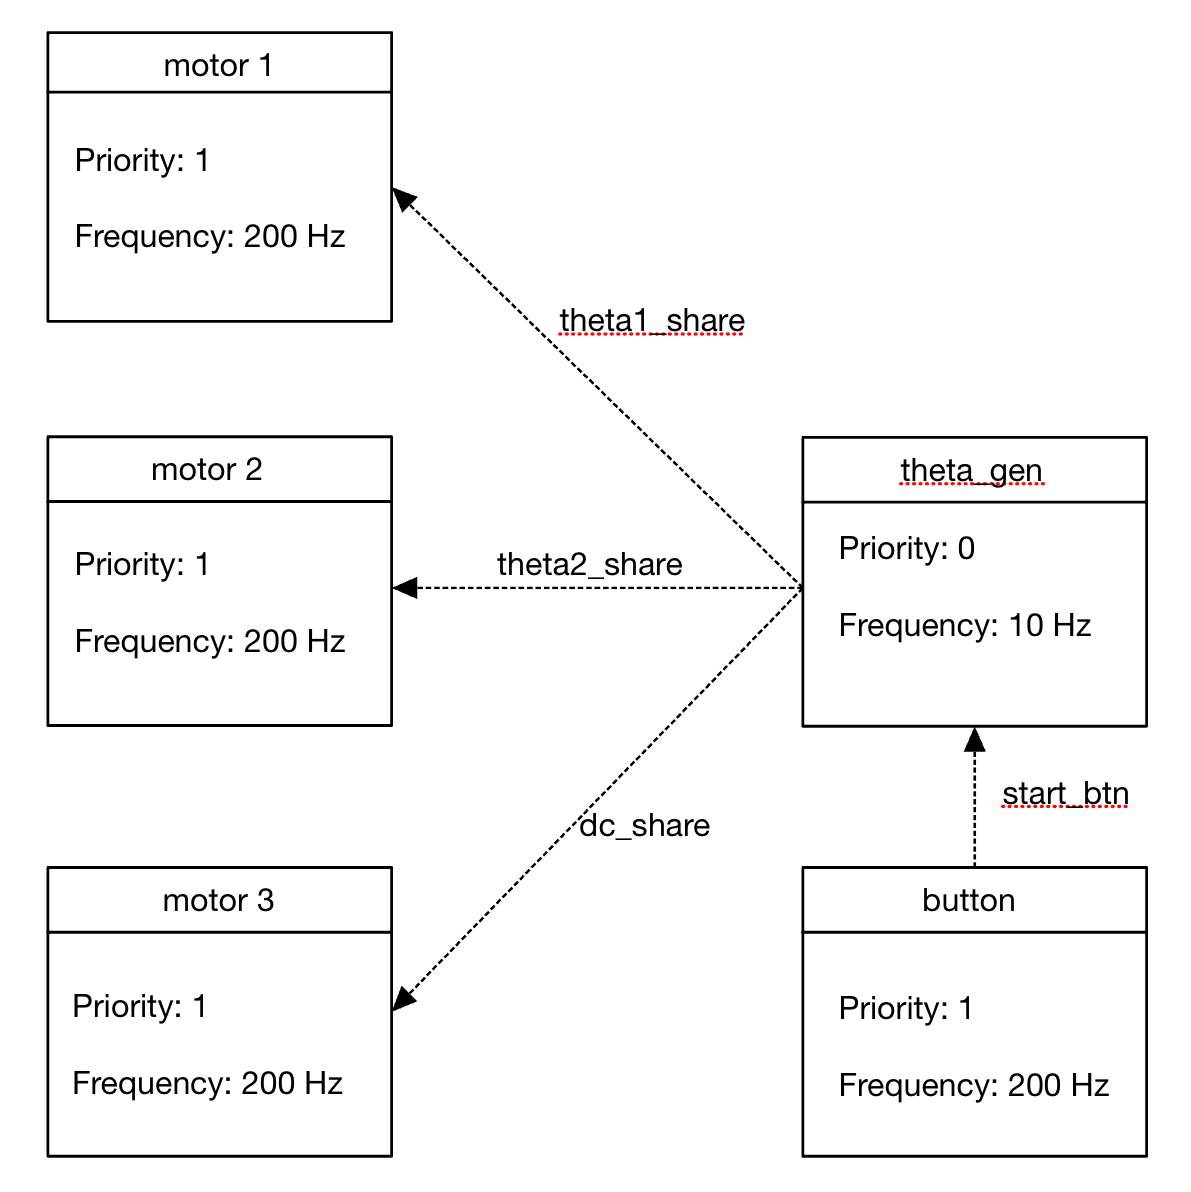 motor 1
Priority: 1
Frequency: 200 Hz
theta1_share
motor 2
Priority: 1
Frequency: 200 Hz
theta2_share
theta_gen
Priority: 0
Frequency: 10 Hz
start_btn
dc_share
motor 3
Priority: 1
Frequency: 200 Hz
button
Priority: 1
Frequency: 200 Hz